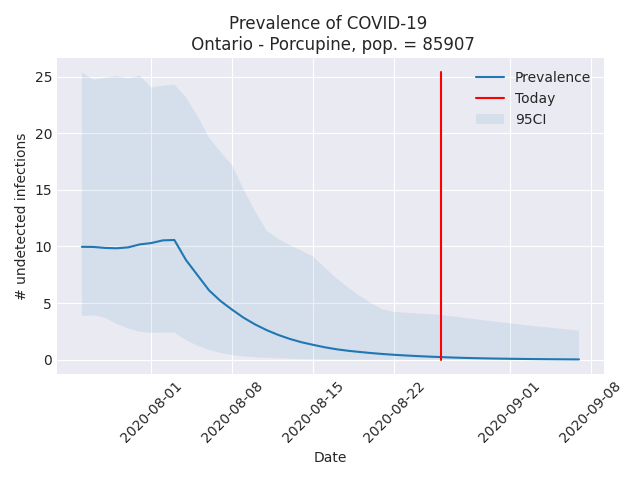 Prevalence of COVID-19
Ontario - Porcupine, pop. = 85907
Prevalence
Today
95CI
# undetected infections
25
20
15
10
5
0
2020-08-01
2020-08-08
2020-08-15
2020-08-22
2020-09-01
2020-09-08
Date